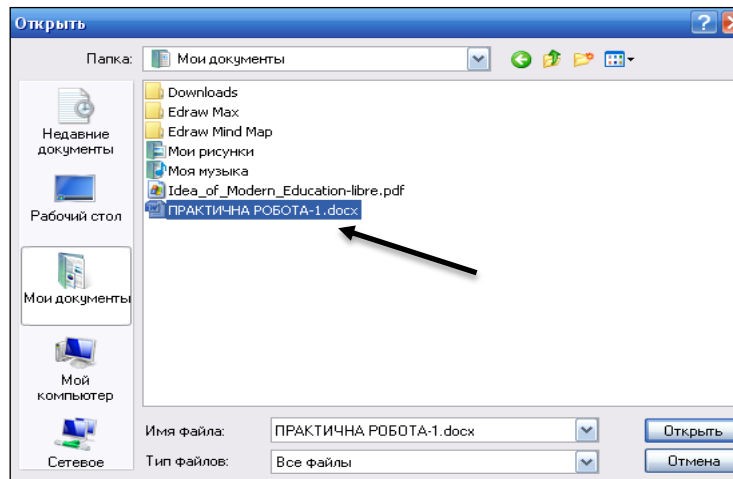 Открыть
Папка:
Мои документы
Недавние документы
Рабочий стол
Мои документы
Мой компьютер
Сетевое
Downloads
Edraw Max
Edraw Mind Map
Мои рисунки
Моя музыка
Idea_of_Modern_Education-libre.pdf
ПРАКТИЧНА РОБОТА-1.docx
Имя файла:
ПРАКТИЧНА РОБОТА-1.docx
Открыть
Тип файлов:
Все файлы
Отмена